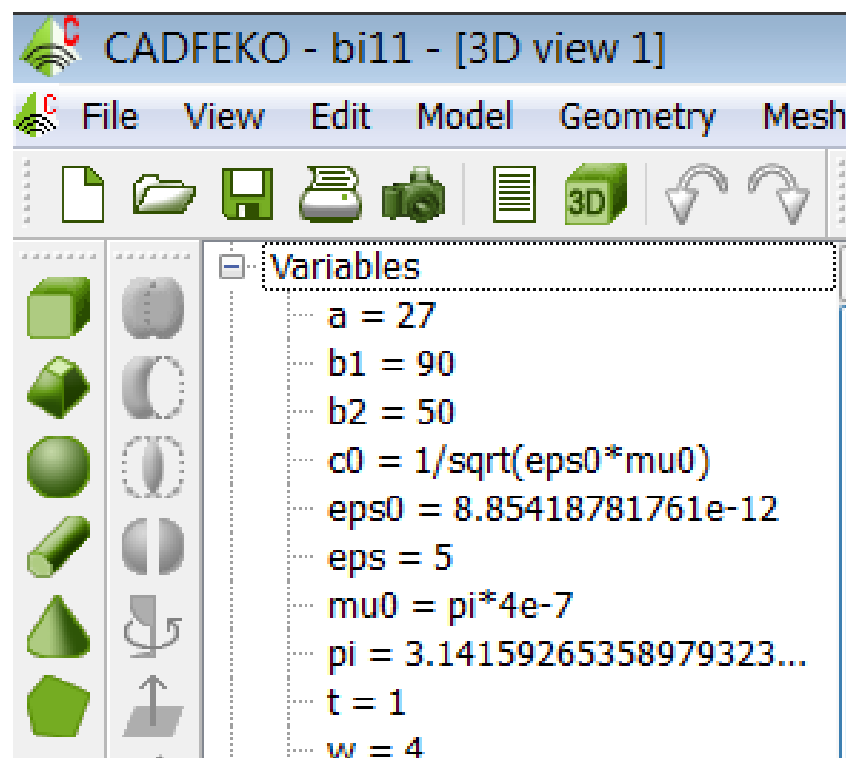 CADFEKO - bi11 - [3D view 1]
File View Edit Model Geometry Mesh
3D
Variables
a = 27
b1 = 90
b2 = 50
c0 = 1/sqrt(eps0*mu0)
eps0 = 8.85418781761e-12
eps = 5
mu0 = pi*4e-7
pi = 3.14159265358979323...
t = 1
w = 4